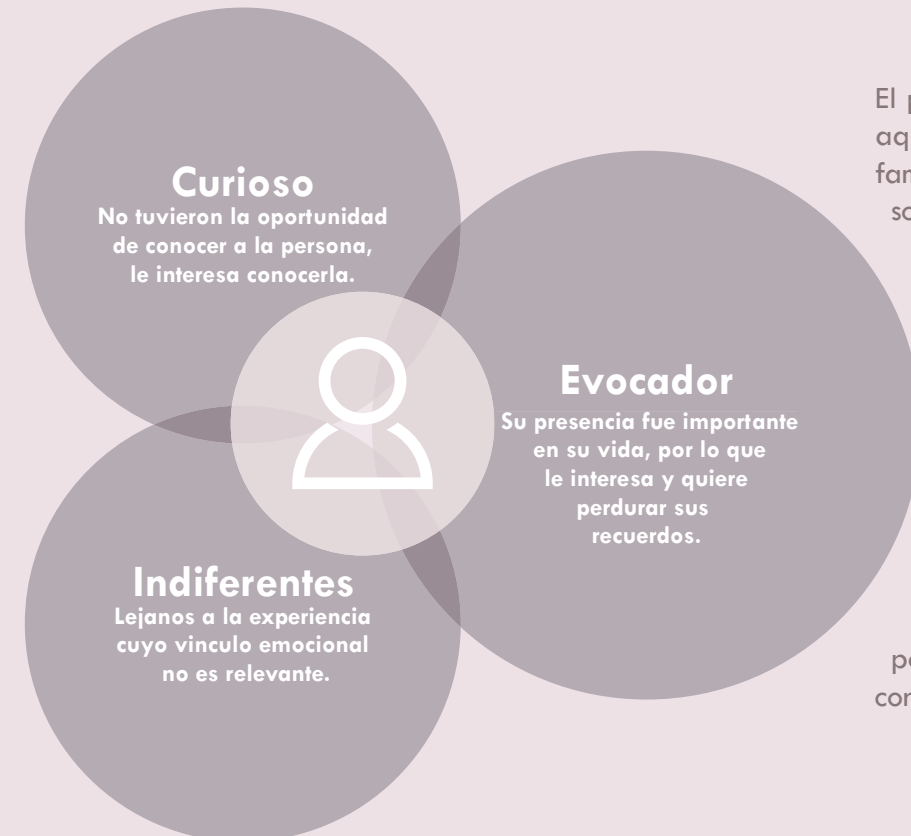 Curioso
No tuvieron la oportunidad
de conocer a la persona,
le interesa conocerla.
Evocador
Su presencia fue importante
en su vida, por lo que
le interesa y quiere
perdurar sus
recuerdos.
Indiferentes
Lejanos a la experiencia
cuyo vinculo emocional
no es relevante.
El